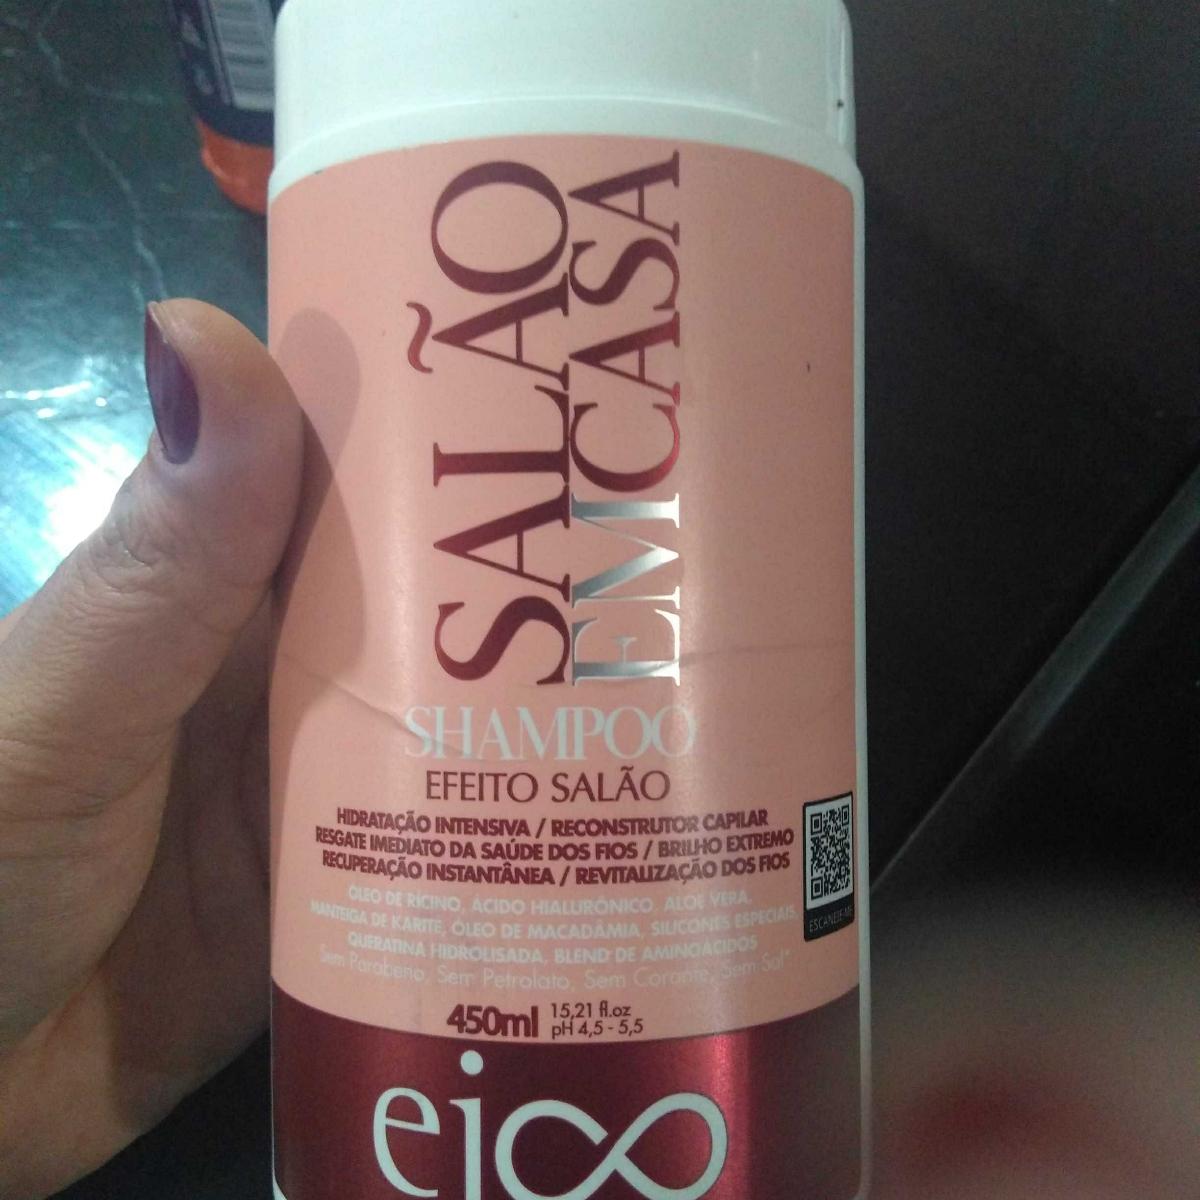 SALÃO
EM CASA
SHAMPOO
EFEITO SALÃO
HIDRATAÇÃO INTENSIVA / RECONSTRUTOR CAPILAR
RESGATE IMEDIATO DA SAÚDE DOS FIOS / BRILHO EXTREMO
RECUPERAÇÃO INSTANTÂNEA / REVITALIZAÇÃO DOS FIOS
ÓLEO DE RÍCINO, ÁCIDO HIALURÔNICO, ALOE VERA,
MANTEIGA DE KARITÉ, ÓLEO DE MACADÂMIA, SILICONES ESPECIAIS,
QUERATINA HIDROLISADA, BLEND DE AMINOÁCIDOS
Sem Parabeno, Sem Petrolato, Sem Corante, Sem Sal*
ESCANEIE-ME
450ml 15,21 fl.oz
pH 4,5 - 5,5
eico